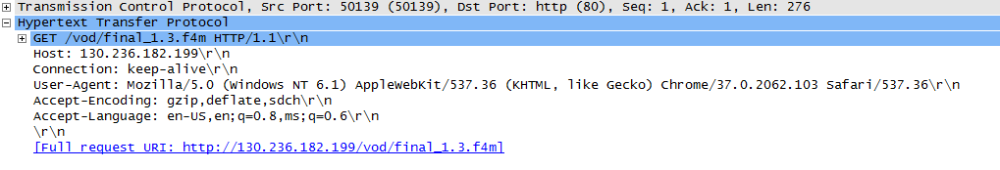 Transmission Control Protocol, Src Port: 50139 (50139), Dst Port: http (80), Seq: 1, Ack: 1, Len: 276
Hypertext Transfer Protocol
GET /vod/final_1.3.f4m HTTP/1.1\r\n
Host: 130.236.182.199\r\n
Connection: keep-alive\r\n
User-Agent: Mozilla/5.0 (Windows NT 6.1) AppleWebKit/537.36 (KHTML, like Gecko) Chrome/37.0.2062.103 Safari/537.36\r\n
Accept-Encoding: gzip,deflate,sdch\r\n
Accept-Language: en-US,en;q=0.8,ms;q=0.6\r\n
\r\n
[Full request URI: http://130.236.182.199/vod/final_1.3.f4m]